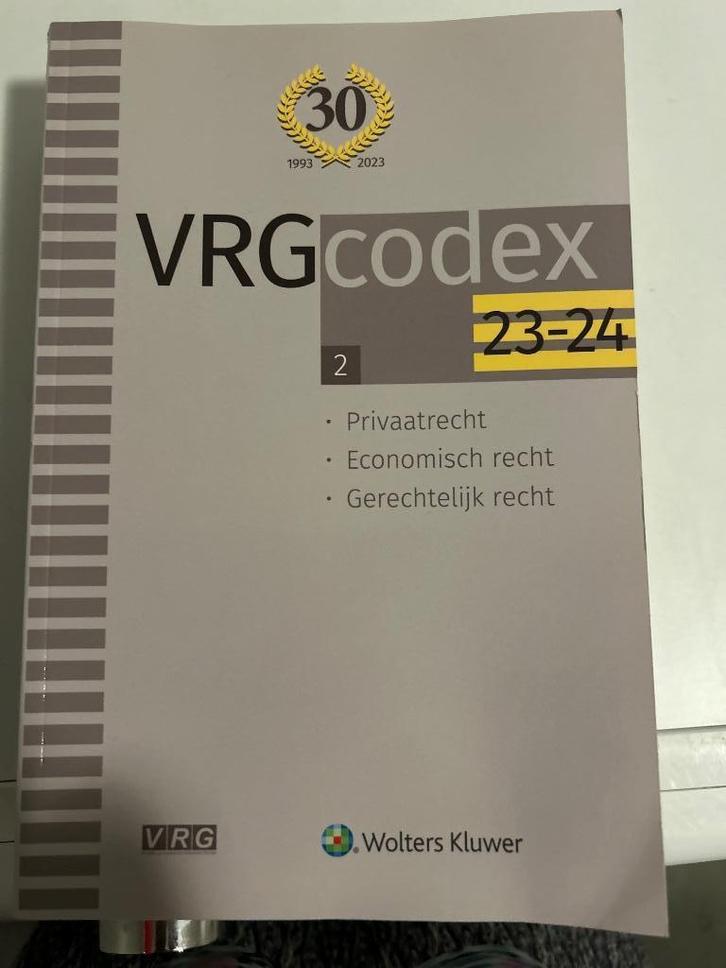 30
1993 2023
VRGcodex
23-24
2
· Privaatrecht
· Economisch recht
· Gerechtelijk recht
VRG
Wolters Kluwer